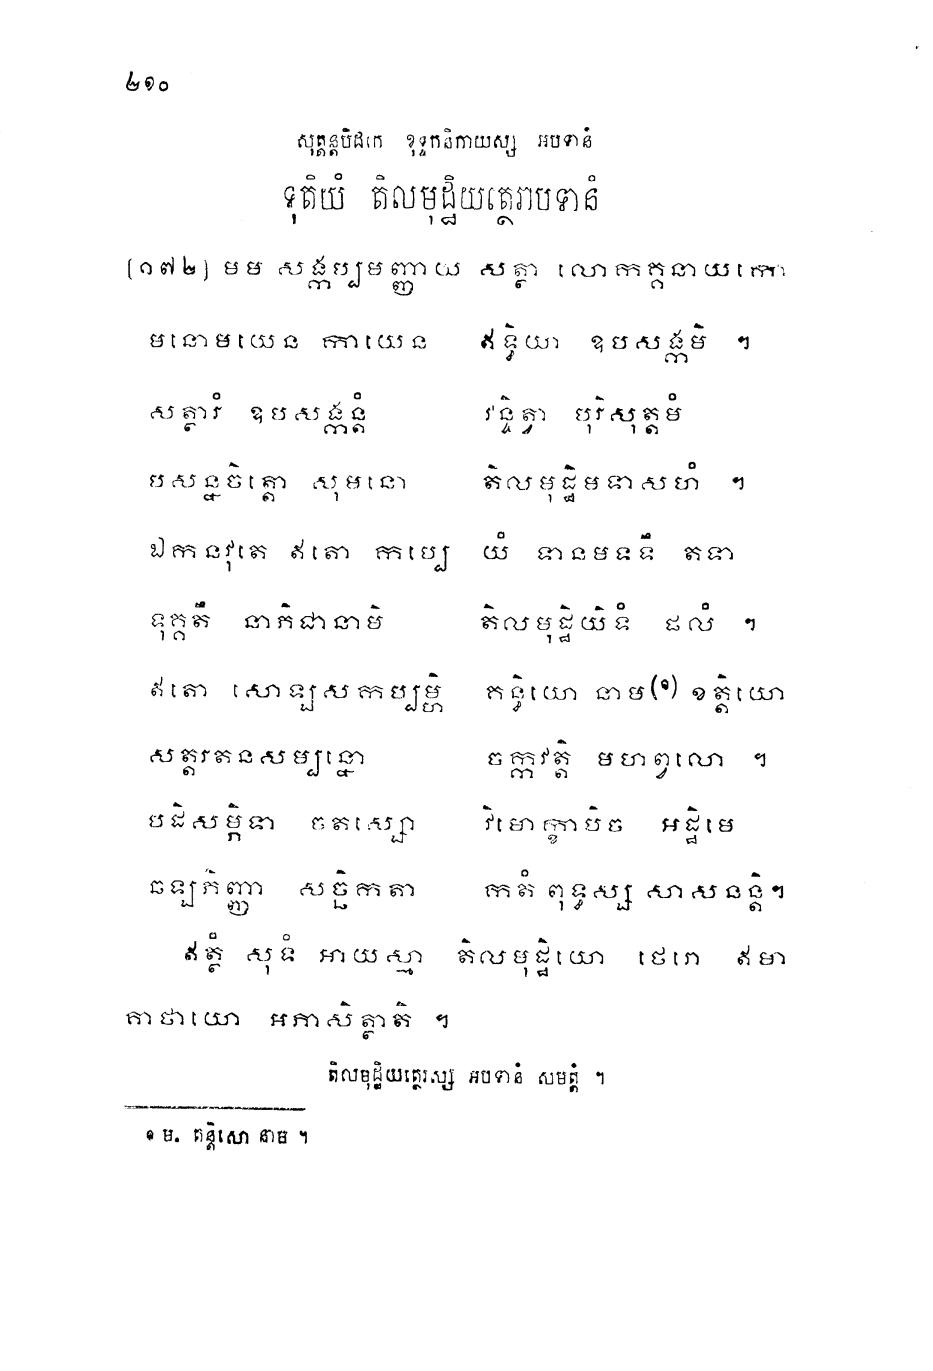 ២១០
សុត្តន្តបិដកេ ខុទ្ទកនិកាយស្ស អបទានំ
ទុតិយំ តិលមុដ្ឋិយត្ថេរាបទានំ
(១៧២) មម សង្កប្បមញ្ញាយ សត្ថា លោកគ្គនាយកោ
មនោមយេន កាយេន ឥទ្ធិយា ឧបសង្កមិ ។
សត្ថារំ ឧបសង្កន្តំ វន្ទិត្វា បុរិសុត្តមំ
បសន្នចិត្តោ សុមនោ តិលមុដ្ឋិមទាសហំ ។
ឯកនវុតេ ឥតោ កប្បេ យំ ទានមទទឹ តទា
ទុគ្គតឹ នាភិជានាមិ តិលមុដ្ឋិយិទំ ផលំ ។
ឥតោ សោឡសកប្បម្ហិ កន្ធិយោ នាម(១) ខត្តិយោ
សត្តរតនសម្បន្នោ ចក្កវត្តិ មហព្វលោ ។
បដិសម្ភិទា ចតស្សោ វិមោក្ខាបិច អដ្ឋិមេ
ឆឡប្ភិញ្ញា សច្ឆិកតា កតំ ពុទ្ធស្ស សាសនន្តិ។
ឥត្ថំ សុទំ អាយស្មា តិលមុដ្ឋិយោ ថេរោ ឥមា
គាថាយោ អភាសិត្ថាតិ ។
តិលមុដ្ឋិយត្ថេរស្ស អបទានំ សមត្តំ ។
១ ម. តន្តិសោ នាម ។